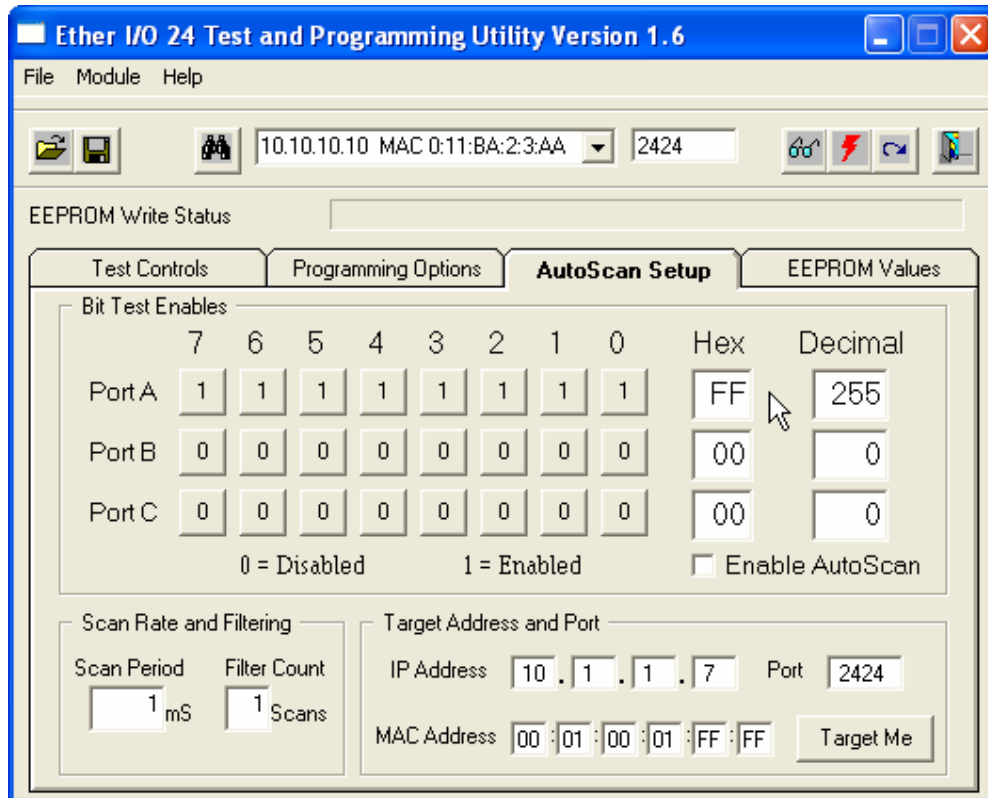 Ether I/O 24 Test and Programming Utility Version 1.6
File Module Help
10.10.10.10 MAC 0:11:BA:2:3:AA 2424
EEPROM Write Status
Test Controls Programming Options AutoScan Setup EEPROM Values
Bit Test Enables
7 6 5 4 3 2 1 0 Hex Decimal
Port A 1 1 1 1 1 1 1 1 FF 255
Port B 0 0 0 0 0 0 0 0 00 0
Port C 0 0 0 0 0 0 0 0 00 0
0 = Disabled 1 = Enabled Enable AutoScan
Scan Rate and Filtering
Scan Period Filter Count
1 mS 1 Scans
Target Address and Port
IP Address 10 . 1 . 1 . 7 Port 2424
MAC Address 00 : 01 : 00 : 01 : FF : FF Target Me